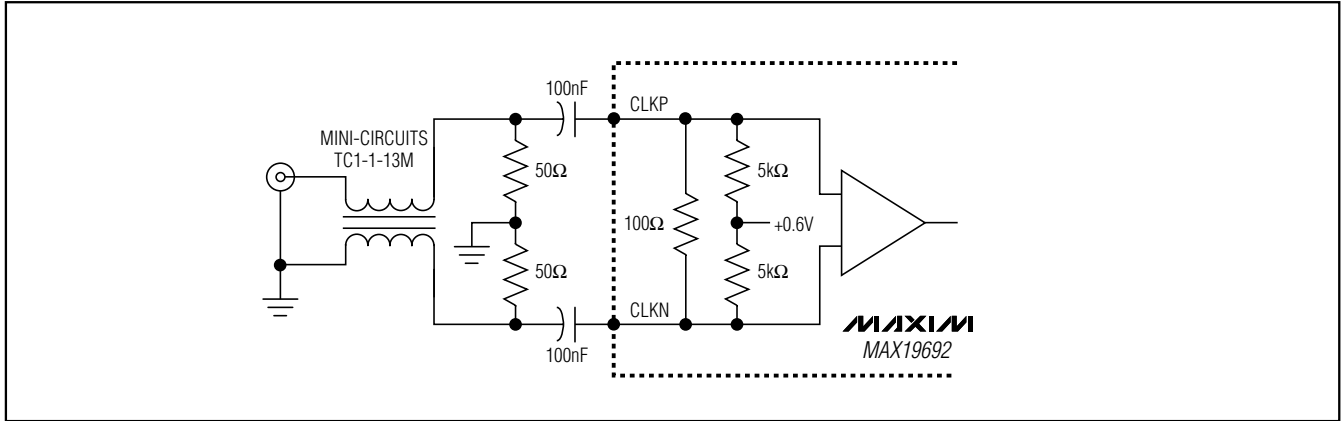 100nF
CLKP
MINI-CIRCUITS
TC1-1-13M
50Ω
5kΩ
100Ω
+0.6V
50Ω
5kΩ
CLKN
100nF
MAXIM
MAX19692